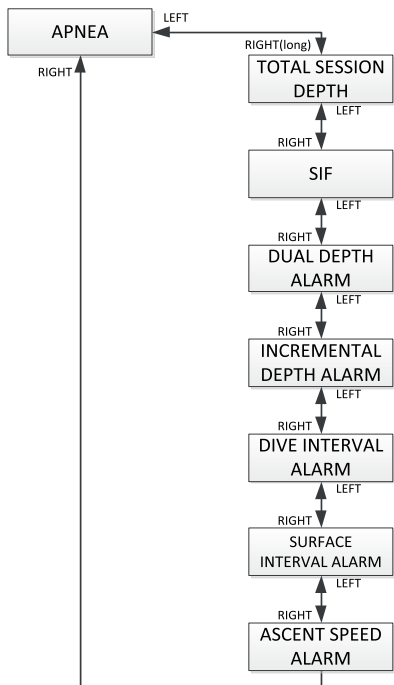 LEFT
APNEA
RIGHT(long)
RIGHT
TOTAL SESSION
DEPTH
LEFT
RIGHT
SIF
LEFT
RIGHT
DUAL DEPTH
ALARM
LEFT
RIGHT
INCREMENTAL
DEPTH ALARM
LEFT
RIGHT
DIVE INTERVAL
ALARM
LEFT
RIGHT
SURFACE
INTERVAL ALARM
LEFT
RIGHT
ASCENT SPEED
ALARM